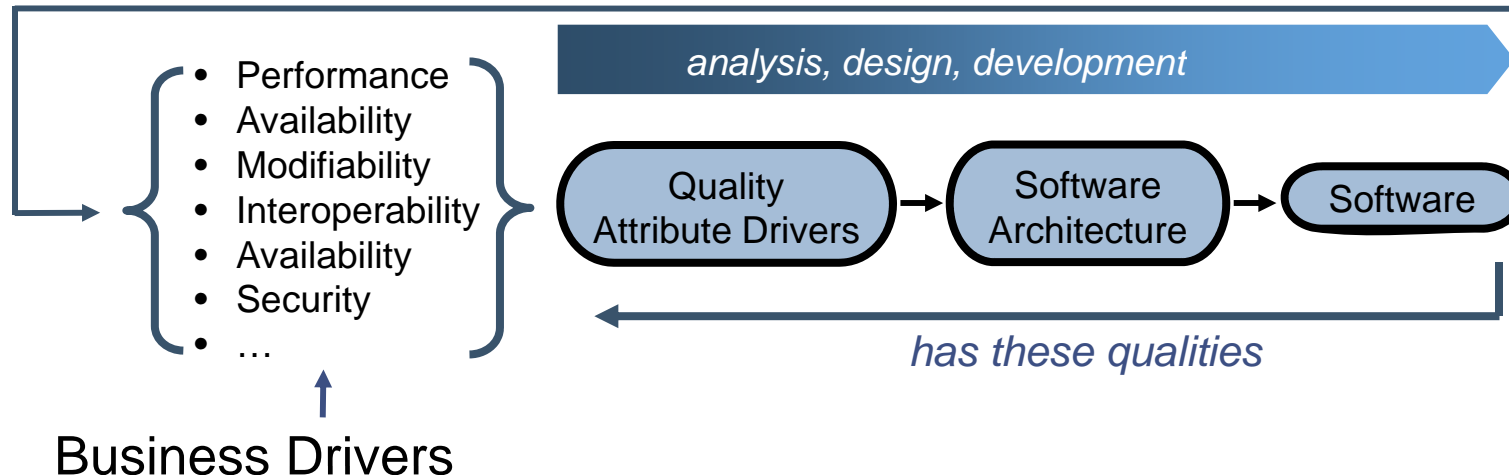 analysis, design, development
• Performance
• Availability
• Modifiability
• Interoperability
• Availability
• Security
• …
Quality
Attribute Drivers
Software
Architecture
Software
has these qualities
Business Drivers